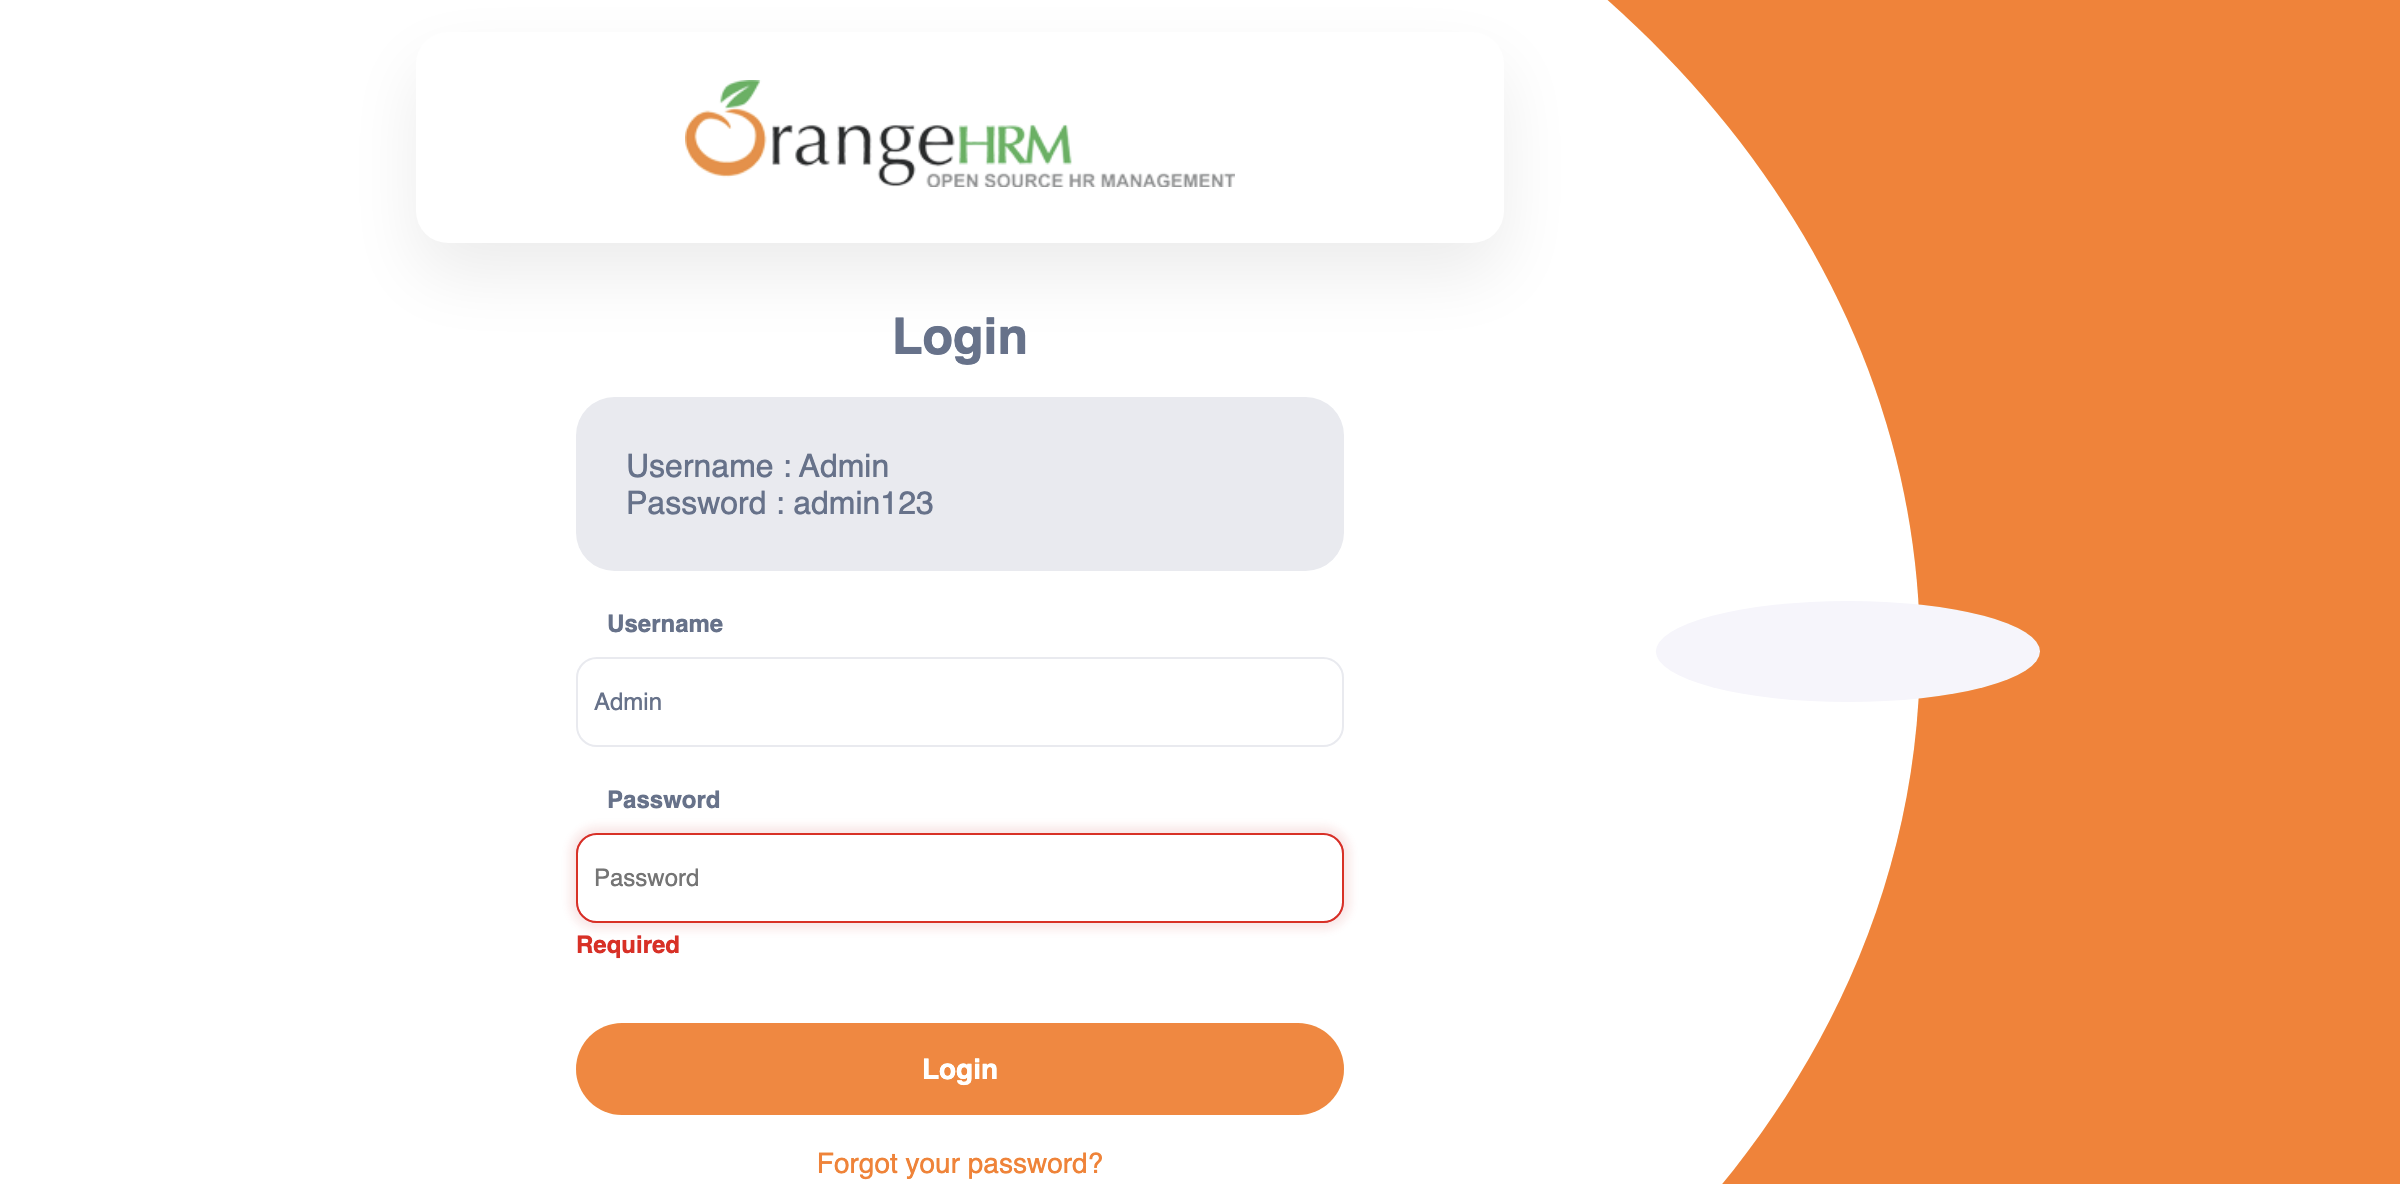 OrangeHRM
OPEN SOURCE HR MANAGEMENT
Login
Username : Admin
Password : admin123
Username
Admin
Password
Password
Required
Login
Forgot your password?